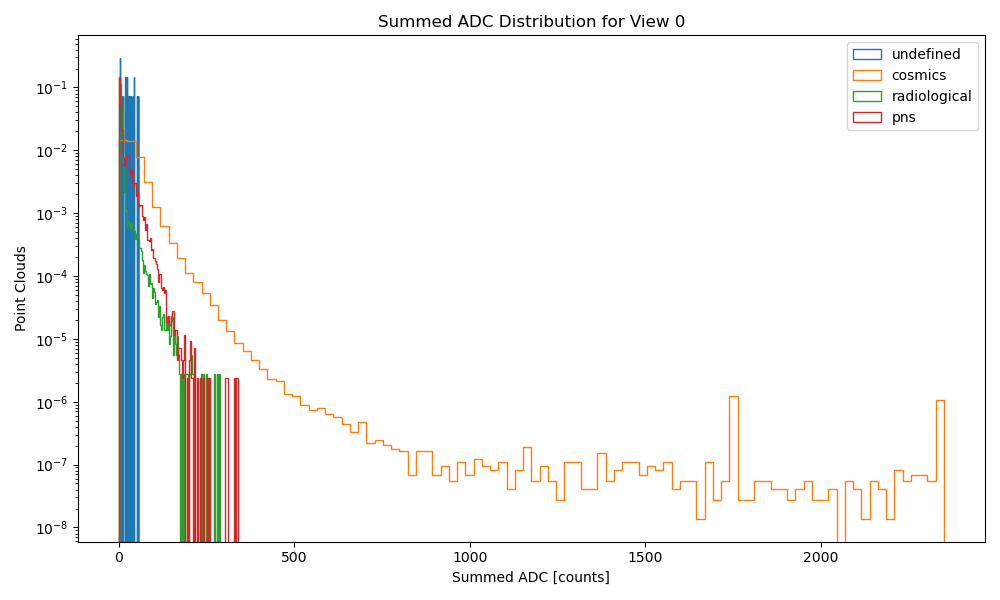 Summed ADC Distribution for View 0
undefined
cosmics
radiological
pns
Point Clouds
10⁻¹
10⁻²
10⁻³
10⁻⁴
10⁻⁵
10⁻⁶
10⁻⁷
10⁻⁸
0 500 1000 1500 2000
Summed ADC [counts]